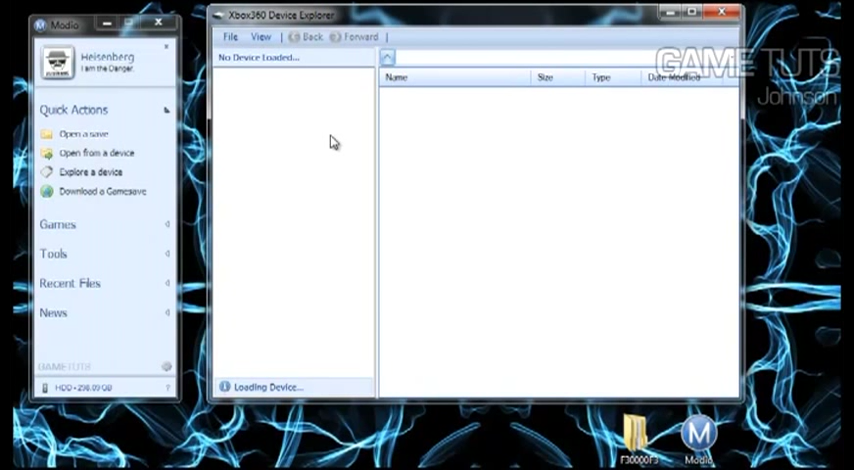 Modio
Heisenberg
I am the Danger.
Quick Actions
Open a save
Open from a device
Explore a device
Download a Gamesave
Games
Tools
Recent Files
News
GAMETUTS
HDD - 298.09 GB
?
Xbox360 Device Explorer
File View Back Forward
No Device Loaded...
Name Size Type Date Modified
Loading Device...
GAME TUTS
Johnson
F30000F3
M
Modio